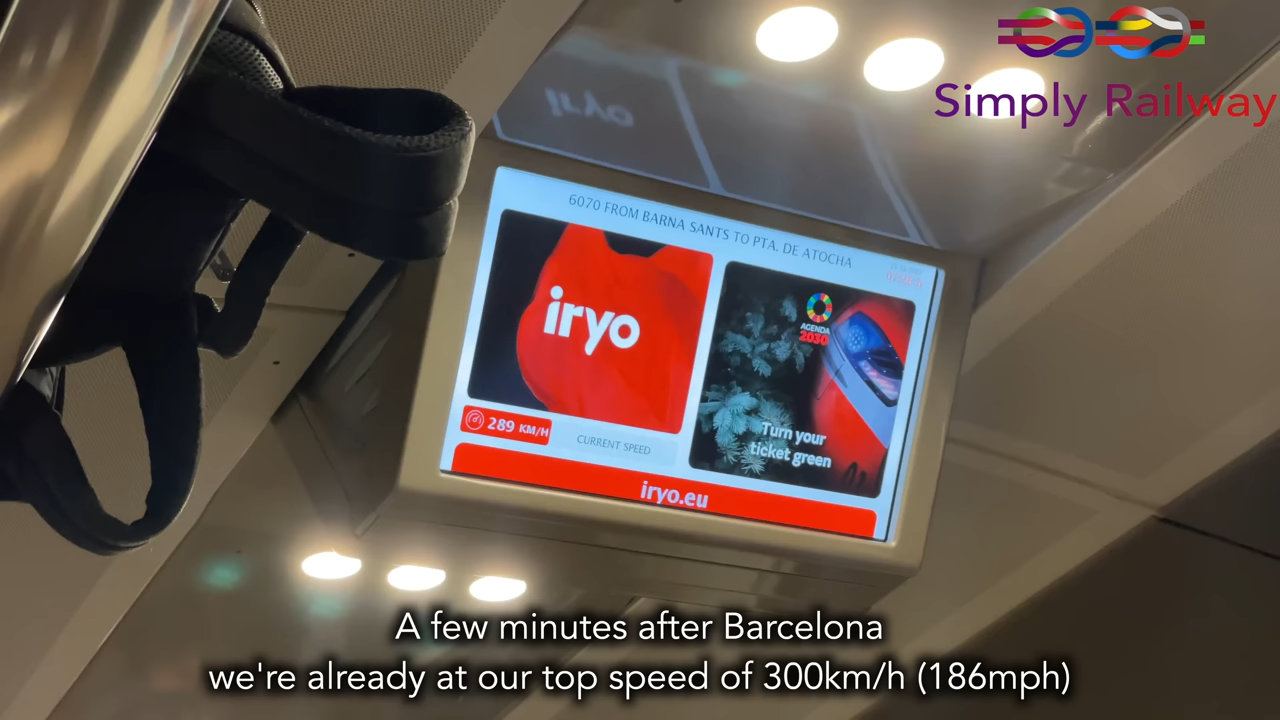 Simply Railway
iryo
6070 FROM BARNA SANTS TO PTA. DE ATOCHA
iryo
AGENDA
2030
Turn your
ticket green
289 KM/H
CURRENT SPEED
iryo.eu
A few minutes after Barcelona
we're already at our top speed of 300km/h (186mph)